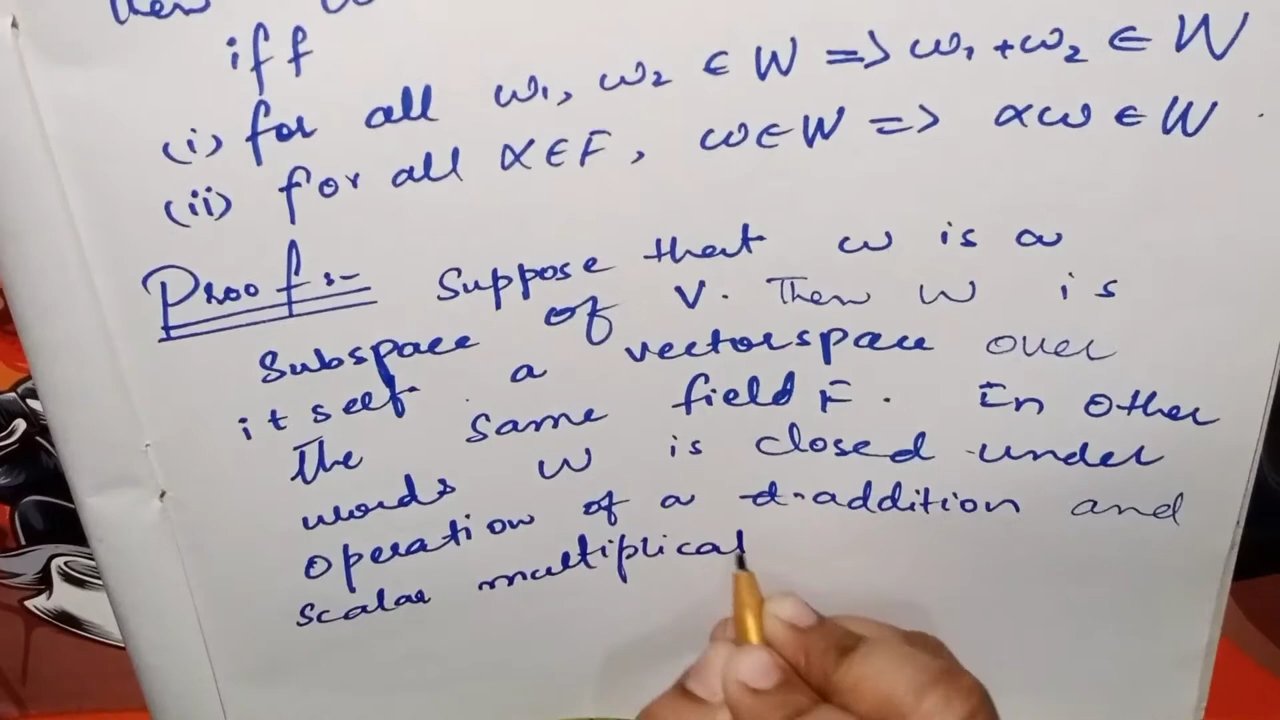 iff
(i) for all ω₁, ω₂ ∈ W => ω₁ + ω₂ ∈ W
(ii) for all α ∈ F, ω ∈ W => αω ∈ W
Proof:- Suppose that W is a
Subspace of V. Then W is
itself a vectorspace over
the same field F. In other
words W is closed under
operation of a d-addition and
scalar multiplicat